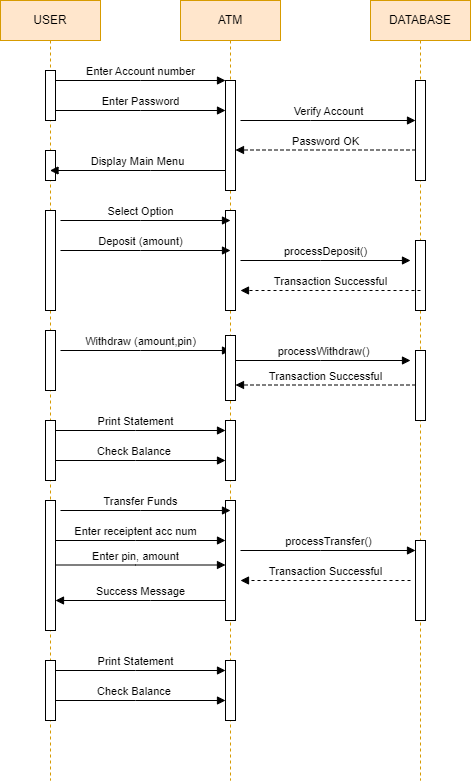 USER
ATM
DATABASE
Enter Account number
Enter Password
Verify Account
Password OK
Display Main Menu
Select Option
Deposit (amount)
processDeposit()
Transaction Successful
Withdraw (amount,pin)
processWithdraw()
Transaction Successful
Print Statement
Check Balance
Transfer Funds
Enter receiptent acc num
processTransfer()
Enter pin, amount
Transaction Successful
Success Message
Print Statement
Check Balance